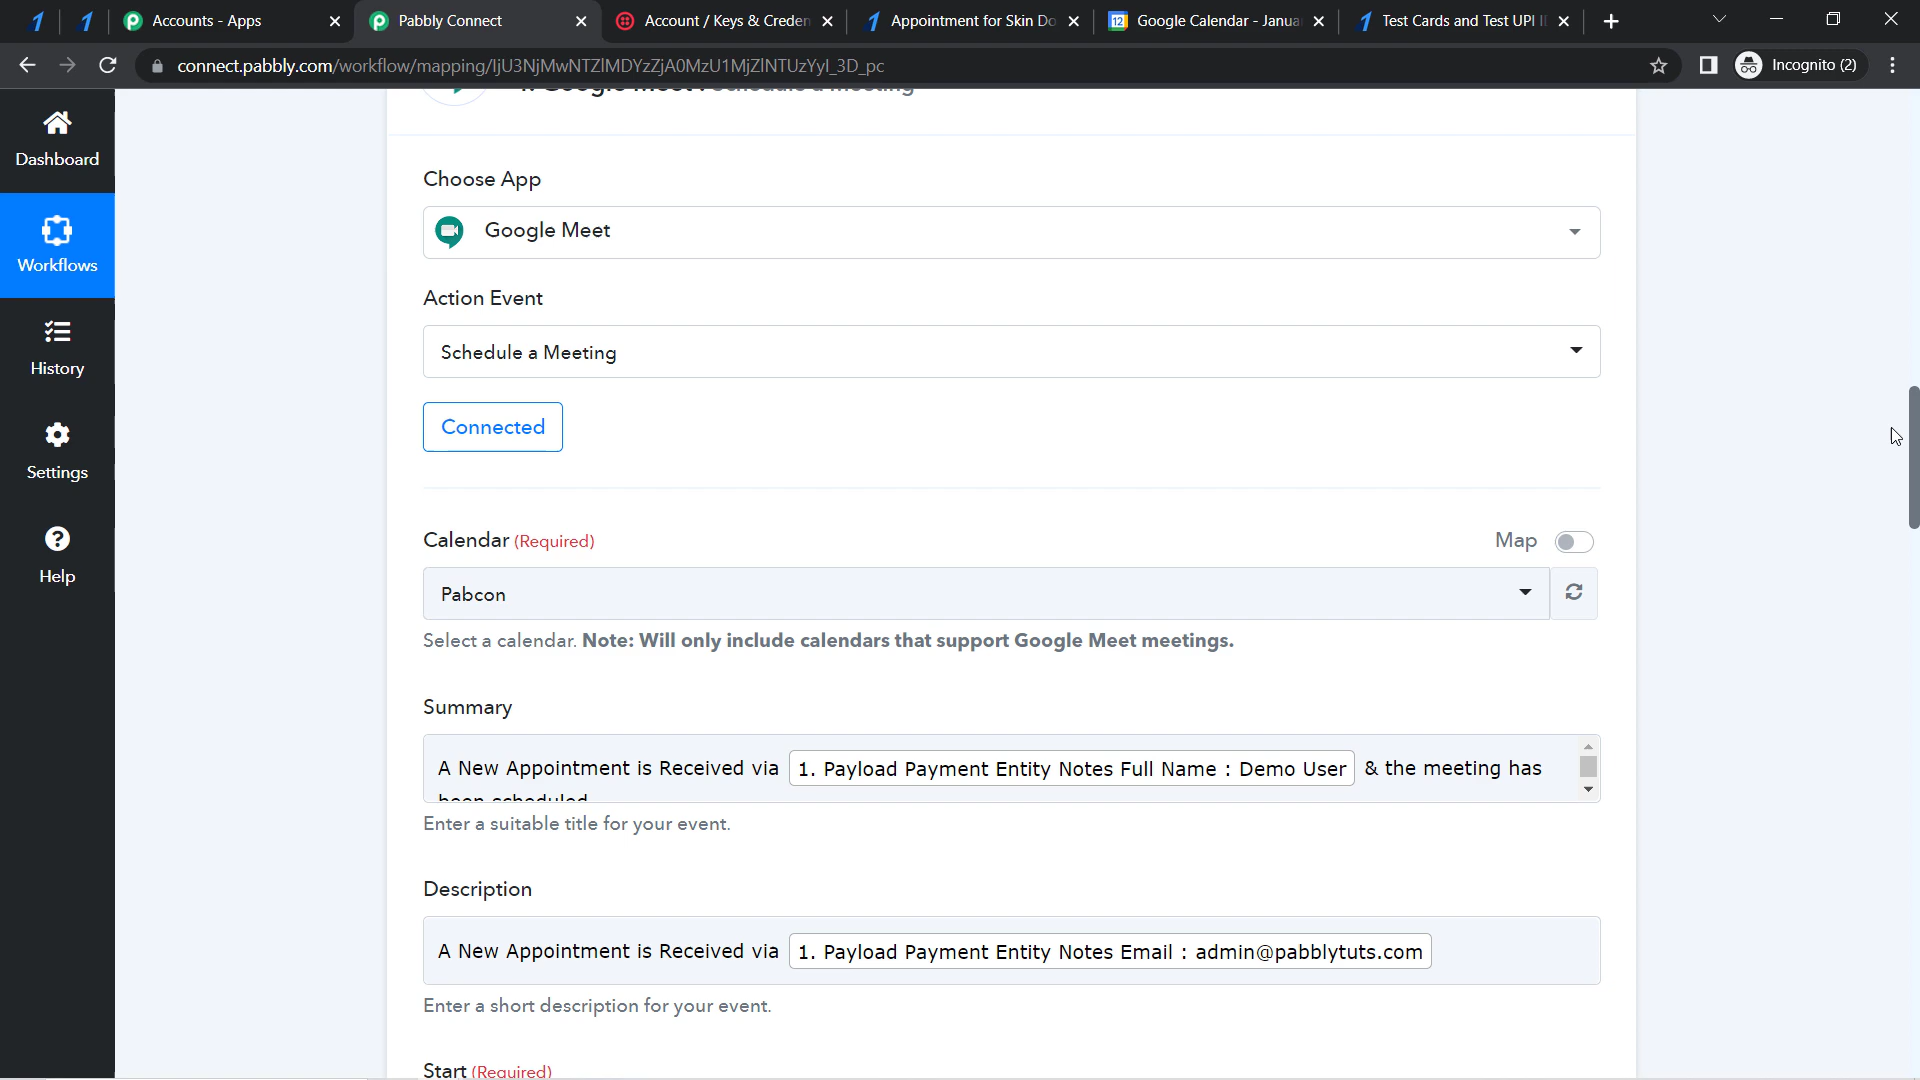 Accounts - Apps
Pabbly Connect
Account / Keys & Creden
Appointment for Skin Do
Google Calendar - Janua
Test Cards and Test UPI I
connect.pabbly.com/workflow/mapping/IjU3NjMwNTZlMDYzZjA0MzU1MjZlNTUzYyI_3D_pc
Incognito (2)
Dashboard
Workflows
History
Settings
Help
Google Meet : Schedule a Meeting
Choose App
Google Meet
Action Event
Schedule a Meeting
Connected
Calendar (Required)
Map
Pabcon
Select a calendar. Note: Will only include calendars that support Google Meet meetings.
Summary
A New Appointment is Received via 1. Payload Payment Entity Notes Full Name : Demo User & the meeting has
been scheduled
Enter a suitable title for your event.
Description
A New Appointment is Received via 1. Payload Payment Entity Notes Email : admin@pabblytuts.com
Enter a short description for your event.
Start (Required)